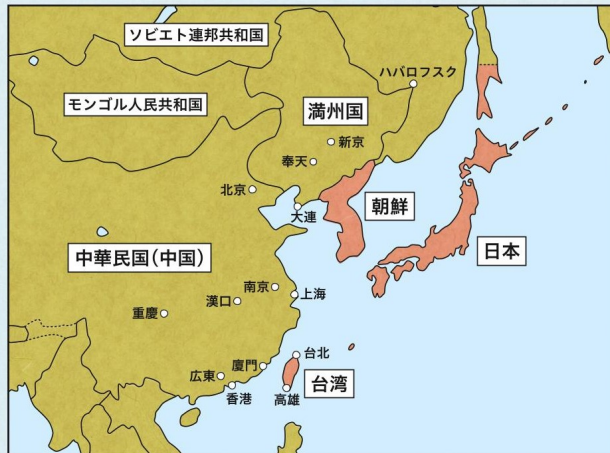 ソビエト連邦共和国
ハバロフスク
モンゴル人民共和国
満州国
新京
奉天
北京
朝鮮
大連
日本
中華民国(中国)
南京
上海
漢口
重慶
台北
厦門
広東
台湾
香港
高雄